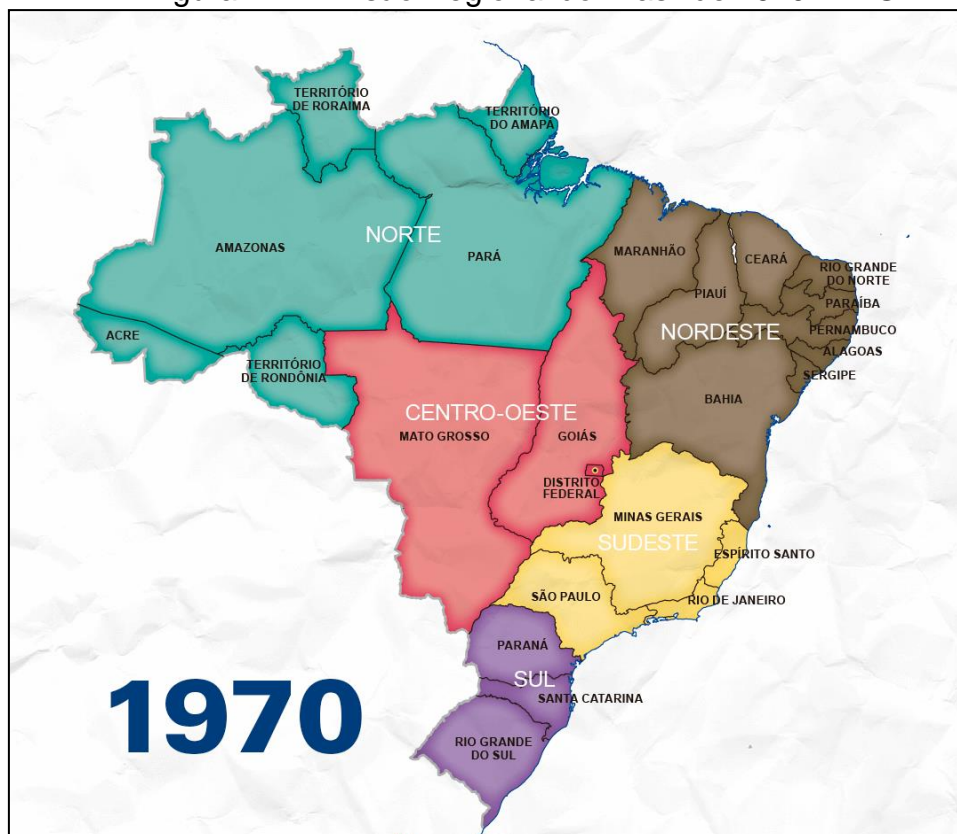 TERRITÓRIO
DE RORAIMA
TERRITÓRIO
DO AMAPÁ
AMAZONAS
NORTE
PARÁ
MARANHÃO
CEARÁ
RIO GRANDE
DO NORTE
PIAUÍ
PARAÍBA
NORDESTE
PERNAMBUCO
ACRE
ALAGOAS
TERRITÓRIO
DE RONDÔNIA
SERGIPE
BAHIA
CENTRO-OESTE
MATO GROSSO
GOIÁS
DISTRITO
FEDERAL
MINAS GERAIS
SUDESTE
ESPÍRITO SANTO
SÃO PAULO
RIO DE JANEIRO
PARANÁ
SUL
SANTA CATARINA
1970
RIO GRANDE
DO SUL